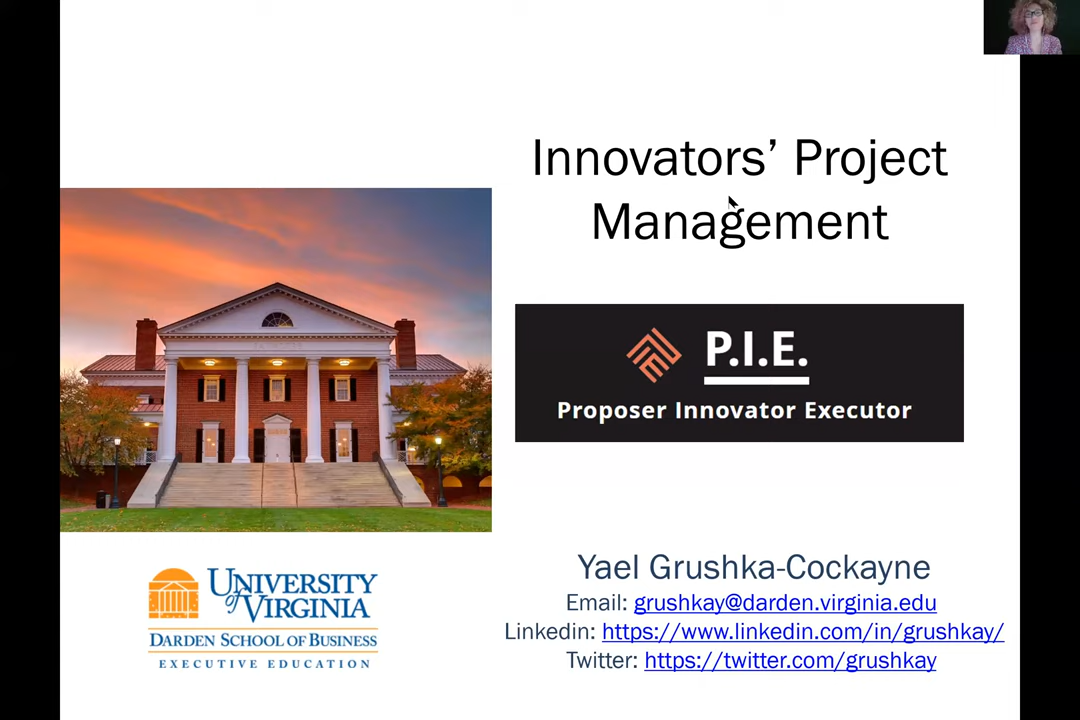 Innovators’ Project
Management
P.I.E.
Proposer Innovator Executor
Yael Grushka-Cockayne
Email: grushkay@darden.virginia.edu
Linkedin: https://www.linkedin.com/in/grushkay/
Twitter: https://twitter.com/grushkay
UNIVERSITY
of VIRGINIA
DARDEN SCHOOL OF BUSINESS
EXECUTIVE EDUCATION